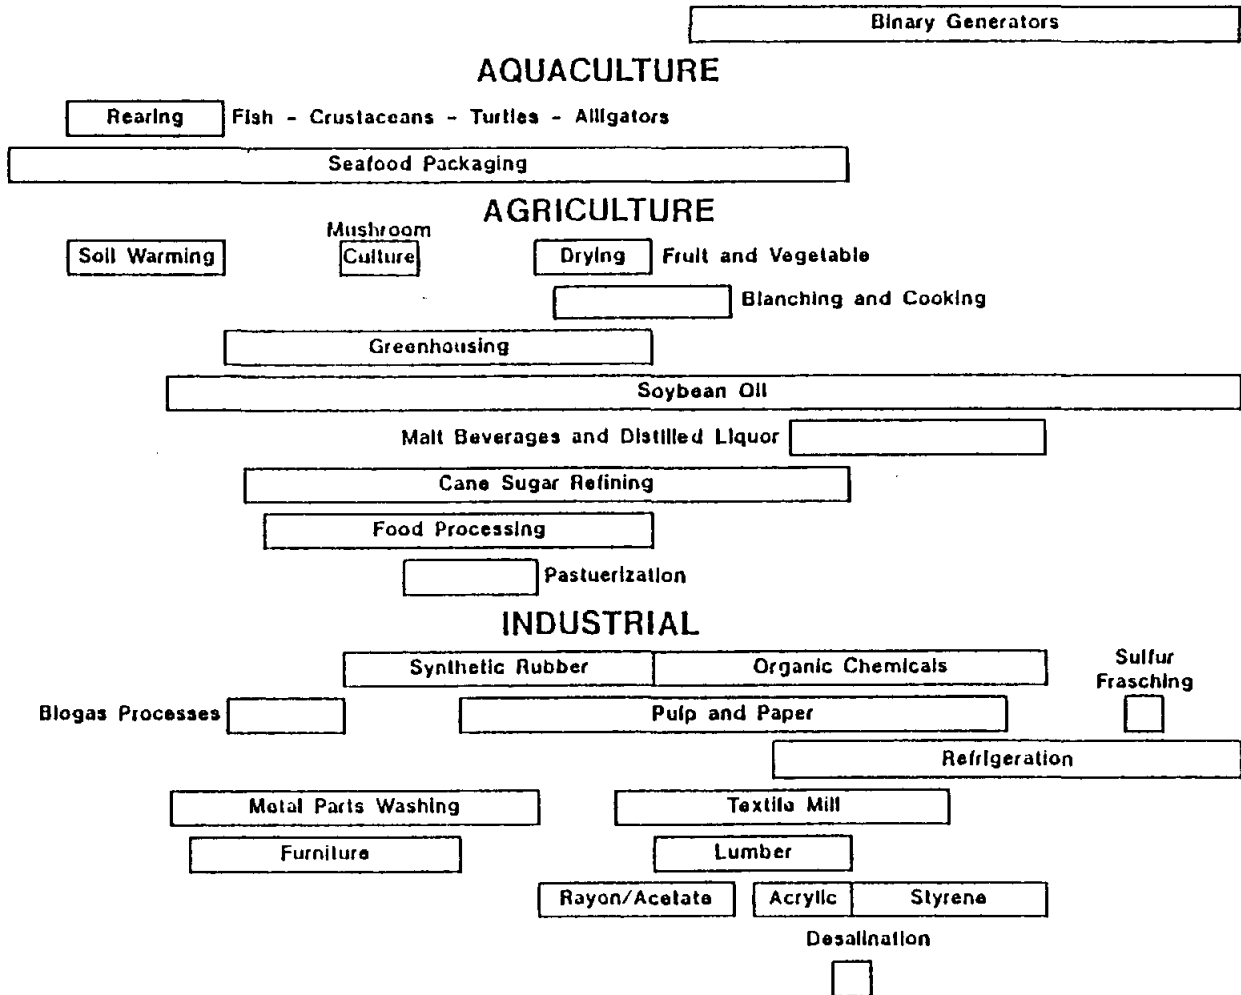 Binary Generators
AQUACULTURE
Rearing Fish - Crustaceans - Turtles - Alligators
Seafood Packaging
AGRICULTURE
Soil Warming
Mushroom
Culture
Drying Fruit and Vegetable
Blanching and Cooking
Greenhousing
Soybean Oil
Malt Beverages and Distilled Liquor
Cane Sugar Refining
Food Processing
Pastuerization
INDUSTRIAL
Synthetic Rubber Organic Chemicals
Sulfur
Frasching
Biogas Processes Pulp and Paper
Refrigeration
Metal Parts Washing Textile Mill
Furniture Lumber
Rayon/Acetate Acrylic Styrene
Desalination